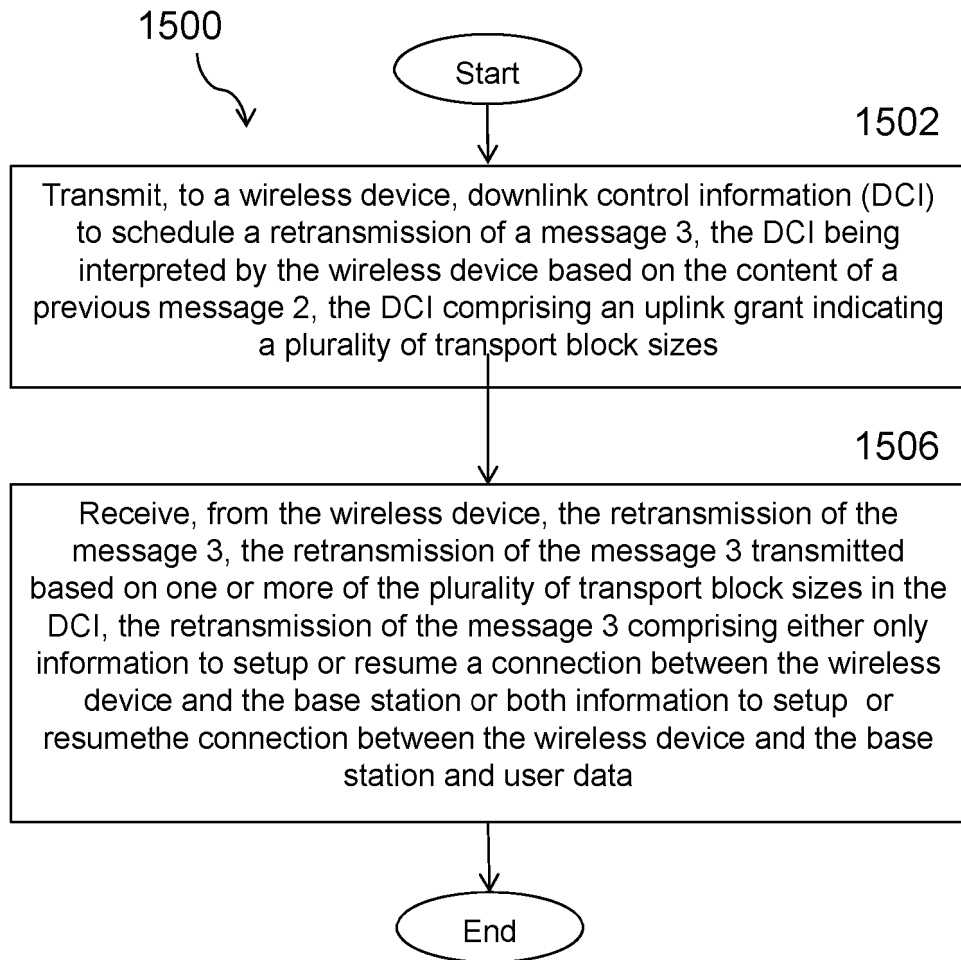 1500
Start
1502
Transmit, to a wireless device, downlink control information (DCI)
to schedule a retransmission of a message 3, the DCI being
interpreted by the wireless device based on the content of a
previous message 2, the DCI comprising an uplink grant indicating
a plurality of transport block sizes
1506
Receive, from the wireless device, the retransmission of the
message 3, the retransmission of the message 3 transmitted
based on one or more of the plurality of transport block sizes in the
DCI, the retransmission of the message 3 comprising either only
information to setup or resume a connection between the wireless
device and the base station or both information to setup or
resumethe connection between the wireless device and the base
station and user data
End